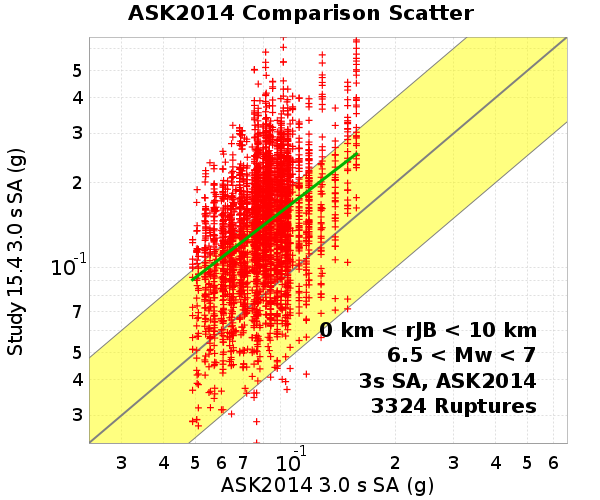 ASK2014 Comparison Scatter
Study 15.4 3.0 s SA (g)
5
4
3
2
10-1
7
5
4
3
0 km < rJB < 10 km
6.5 < Mw < 7
3s SA, ASK2014
3324 Ruptures
3 4 5 6 7 10-1 2 3 4 5 6
ASK2014 3.0 s SA (g)